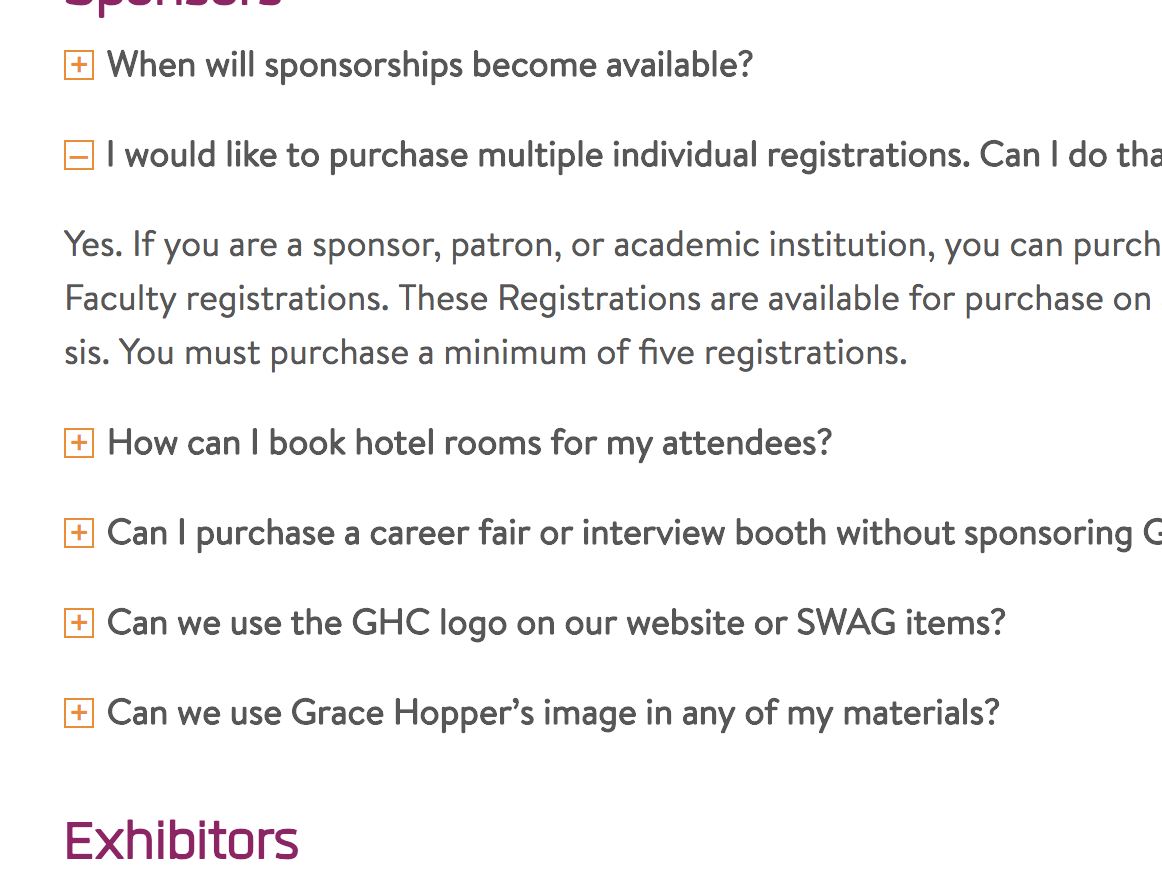 Sponsors
When will sponsorships become available?
I would like to purchase multiple individual registrations. Can I do tha
Yes. If you are a sponsor, patron, or academic institution, you can purch
Faculty registrations. These Registrations are available for purchase on
sis. You must purchase a minimum of five registrations.
How can I book hotel rooms for my attendees?
Can I purchase a career fair or interview booth without sponsoring G
Can we use the GHC logo on our website or SWAG items?
Can we use Grace Hopper’s image in any of my materials?
Exhibitors